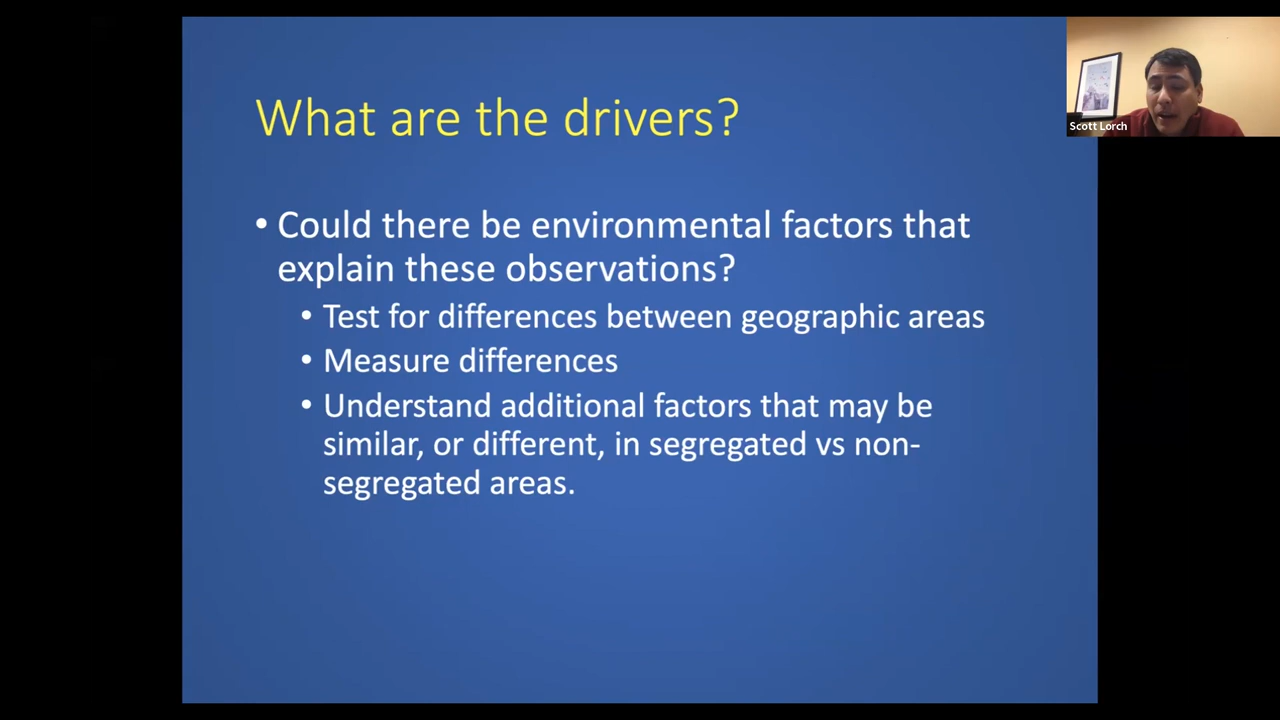 What are the drivers?
• Could there be environmental factors that
explain these observations?
• Test for differences between geographic areas
• Measure differences
• Understand additional factors that may be
similar, or different, in segregated vs non-
segregated areas.
Scott Lorch